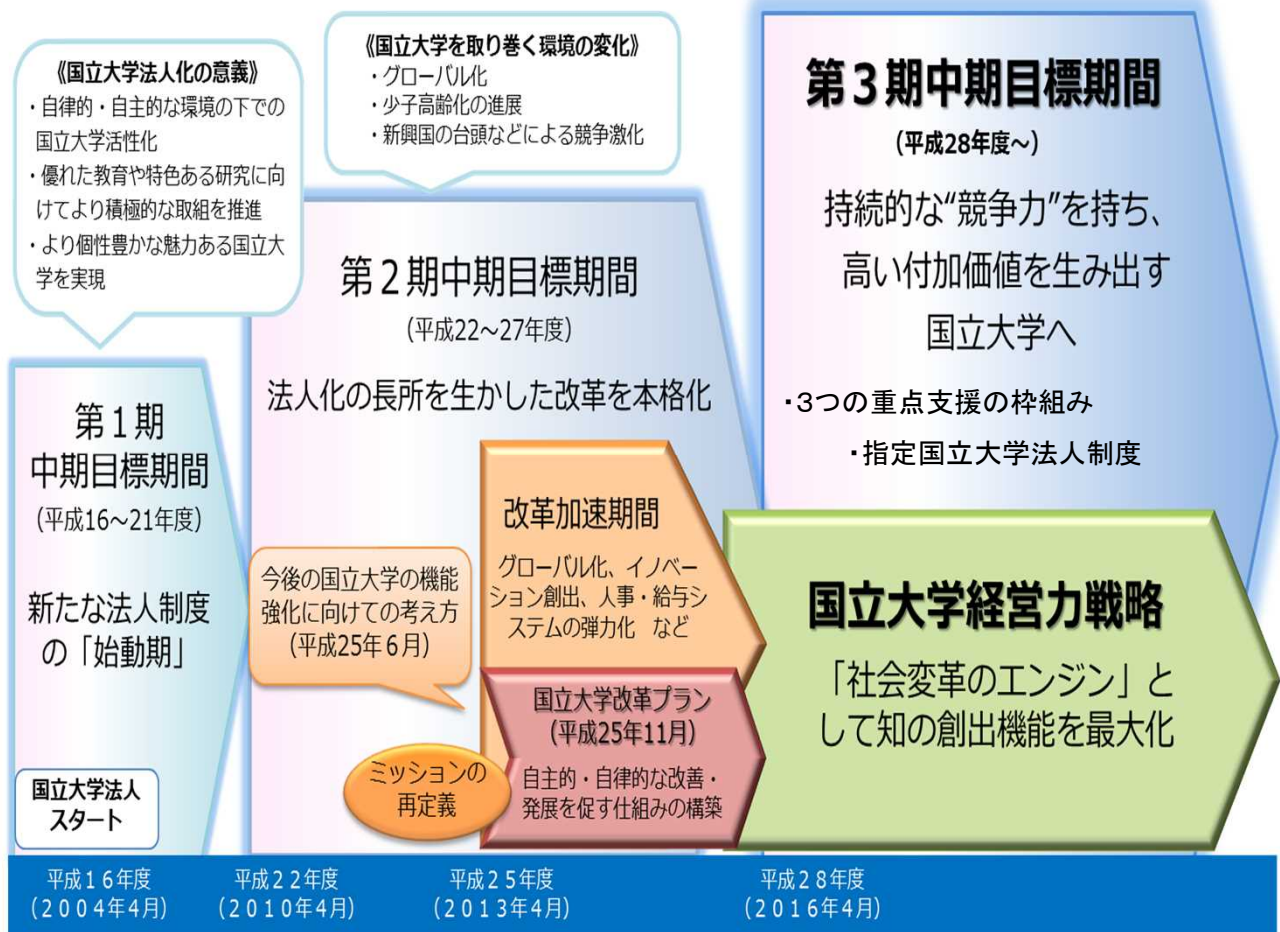 《国立大学法人化の意義》
・自律的・自主的な環境の下での
国立大学活性化
・優れた教育や特色ある研究に向
けてより積極的な取組を推進
・より個性豊かな魅力ある国立大
学を実現
《国立大学を取り巻く環境の変化》
・グローバル化
・少子高齢化の進展
・新興国の台頭などによる競争激化
第１期
中期目標期間
（平成16～21年度）
新たな法人制度
の「始動期」
国立大学法人
スタート
第２期中期目標期間
（平成22～27年度）
法人化の長所を生かした改革を本格化
今後の国立大学の機能
強化に向けての考え方
（平成25年６月）
改革加速期間
グローバル化、イノベー
ション創出、人事・給与シ
ステムの弾力化　など
ミッションの
再定義
国立大学改革プラン
（平成25年11月）
自主的・自律的な改善・
発展を促す仕組みの構築
第３期中期目標期間
（平成28年度～）
持続的な“競争力”を持ち、
高い付加価値を生み出す
国立大学へ
・3つの重点支援の枠組み
・指定国立大学法人制度
国立大学経営力戦略
「社会変革のエンジン」と
して知の創出機能を最大化
平成１６年度
（２００４年４月）
平成２２年度
（２０１０年４月）
平成２５年度
（２０１３年４月）
平成２８年度
（２０１６年４月）